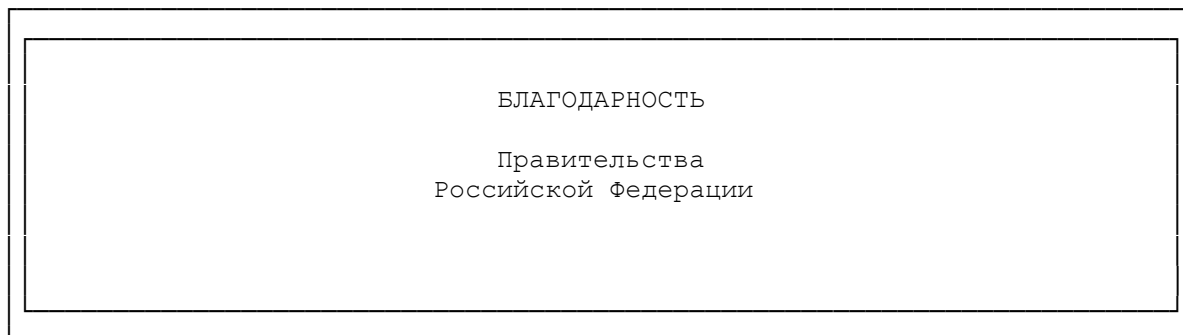 БЛАГОДАРНОСТЬ
Правительства
Российской Федерации